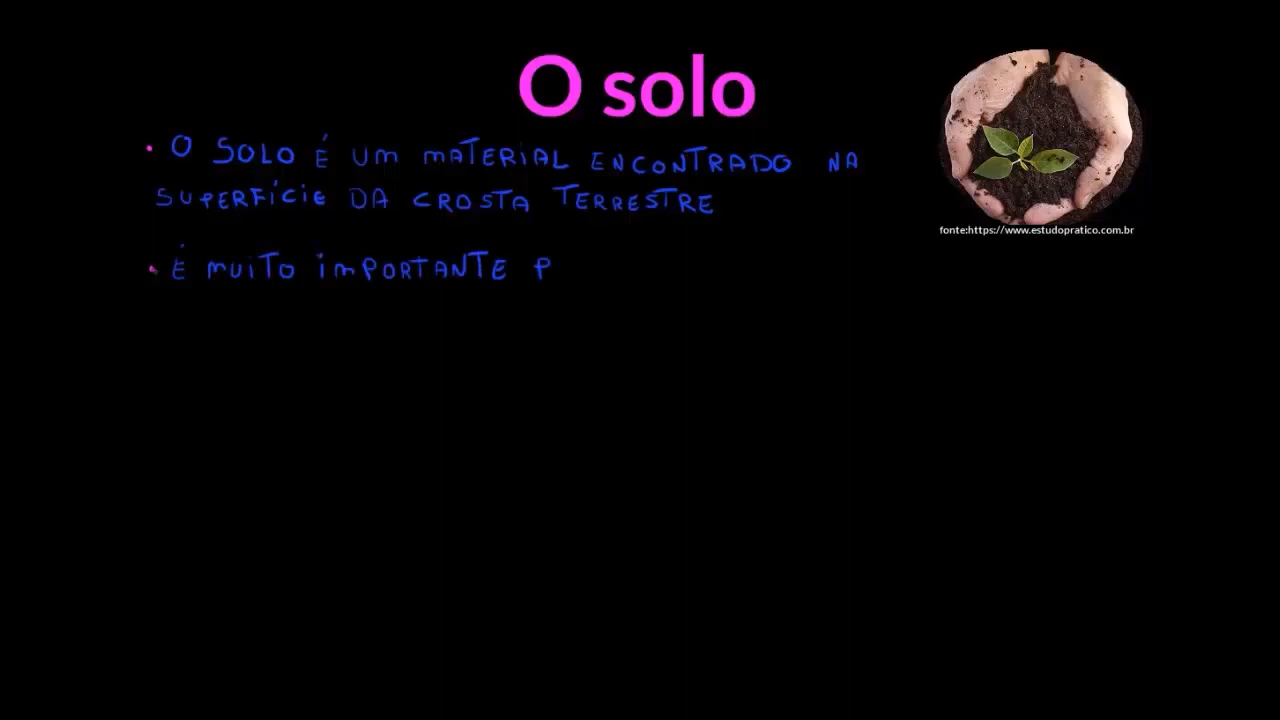 O solo
• O SOLO É UM MATERIAL ENCONTRADO NA
SUPERFÍCIE DA CROSTA TERRESTRE
fonte:https://www.estudopratico.com.br
• É MUITO IMPORTANTE P